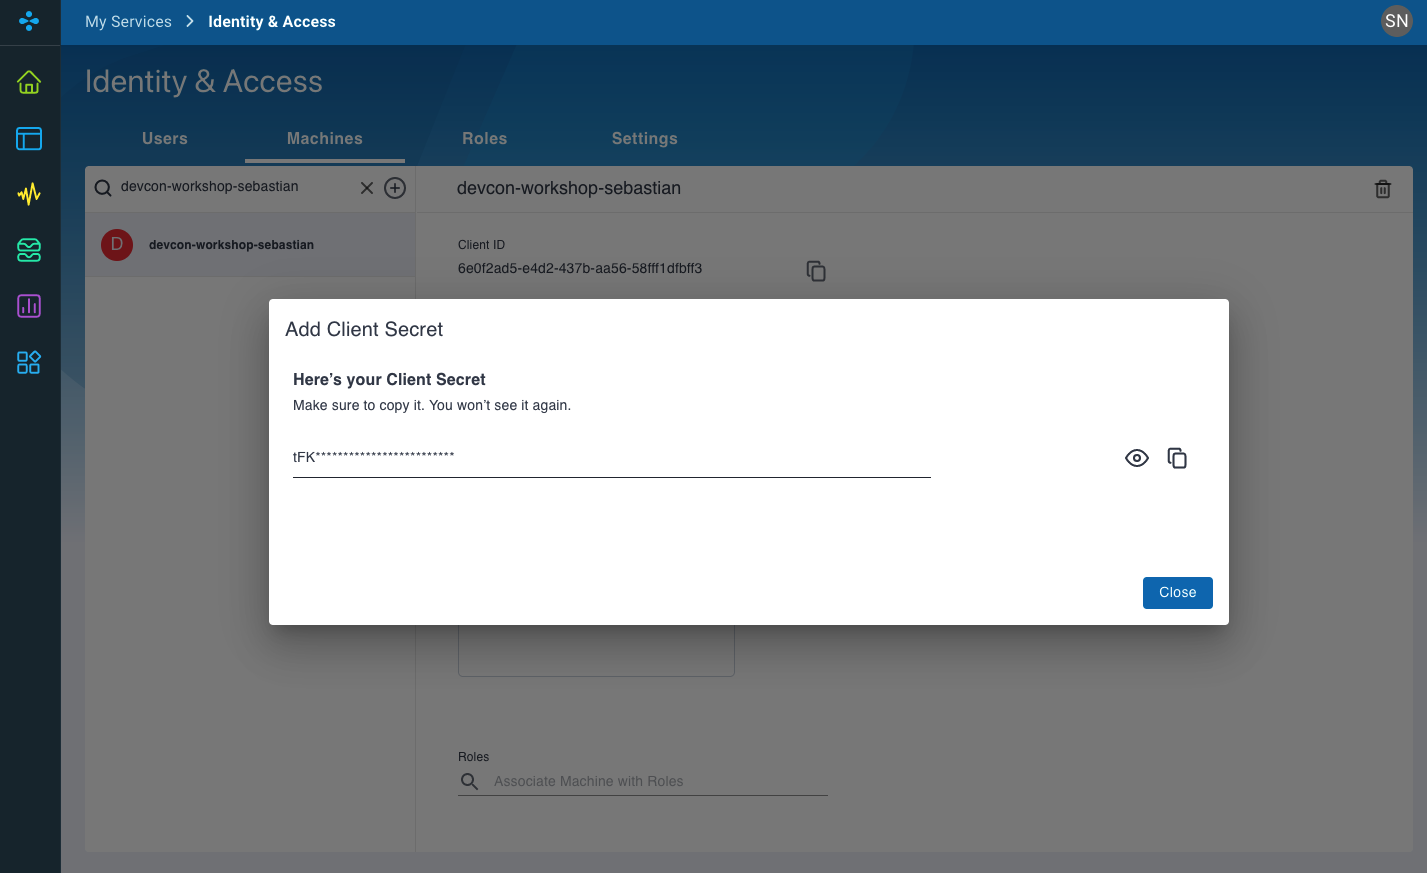 My Services > Identity & Access
SN
Identity & Access
Users Machines Roles Settings
devcon-workshop-sebastian
devcon-workshop-sebastian
D devcon-workshop-sebastian
Client ID
6e0f2ad5-e4d2-437b-aa56-58fff1dfbff3
Add Client Secret
Here’s your Client Secret
Make sure to copy it. You won’t see it again.
tFK*************************
Close
Roles
Associate Machine with Roles